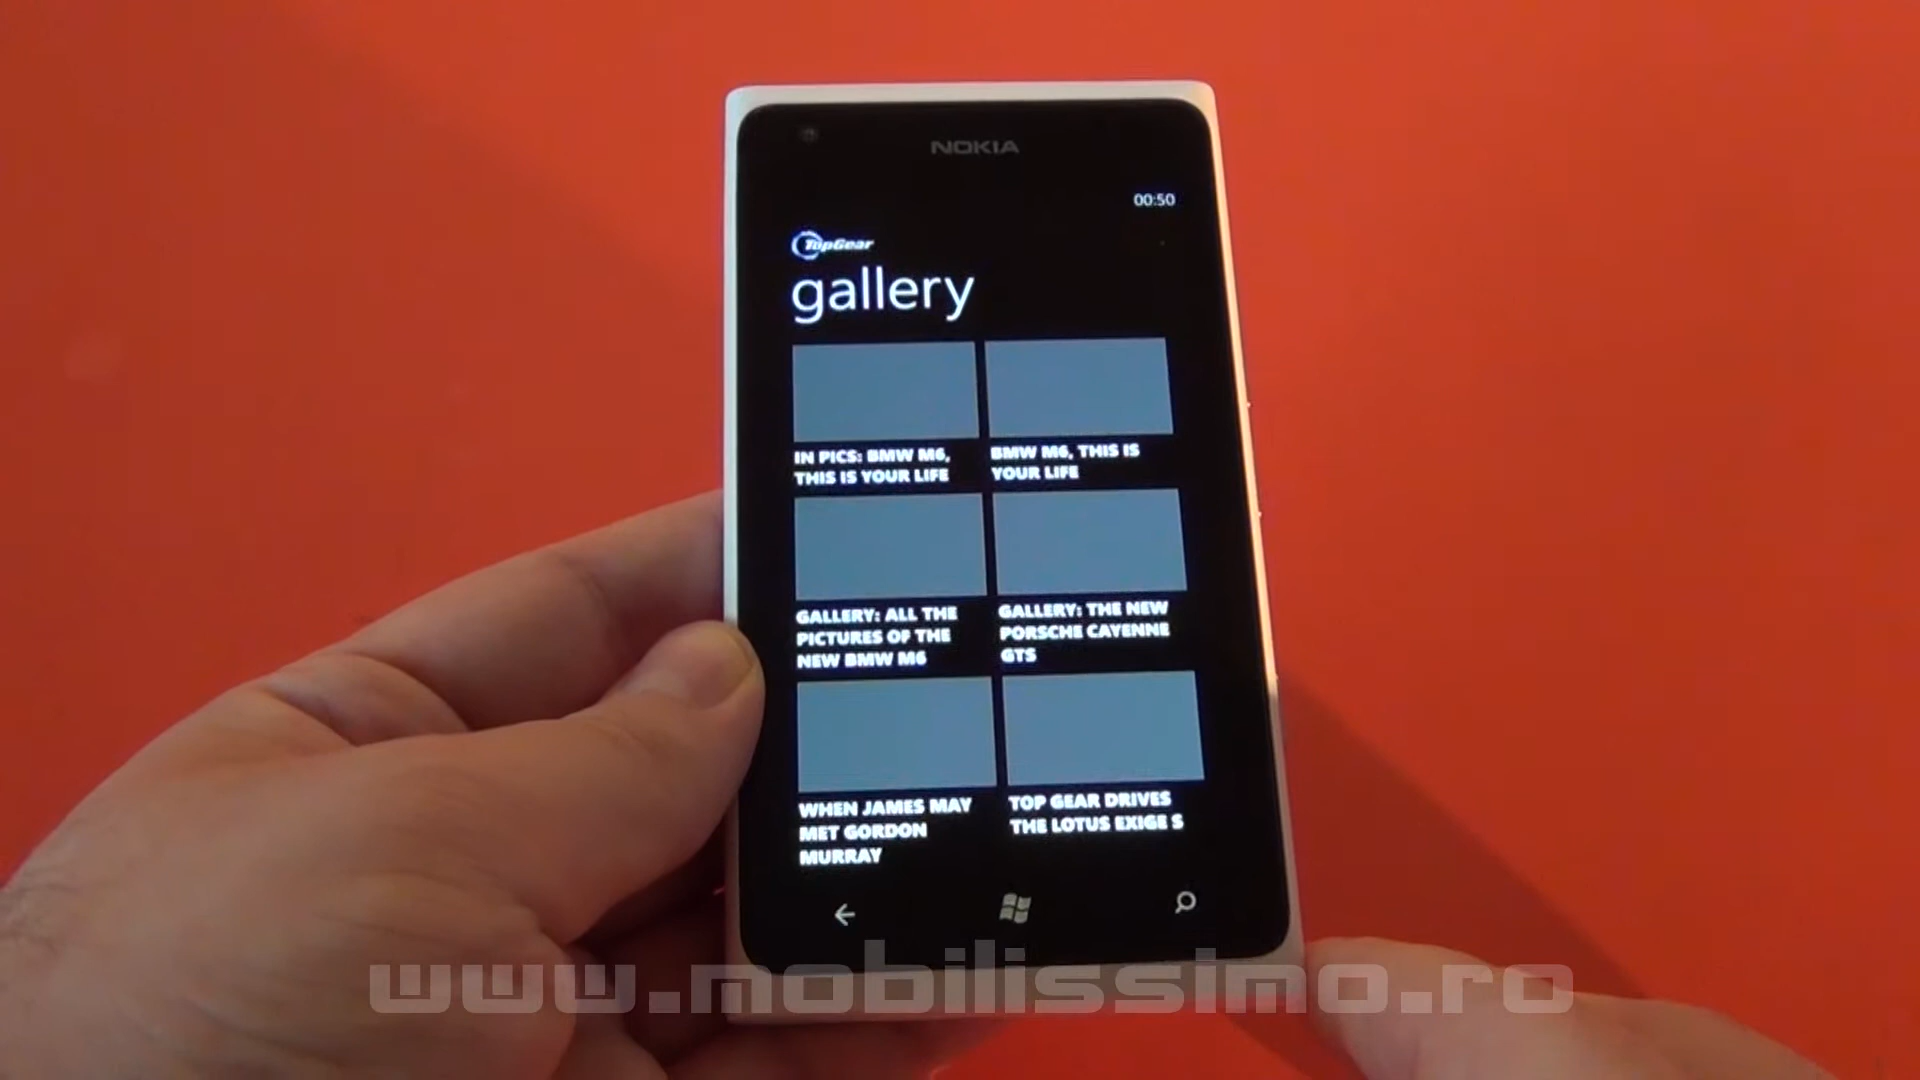 NOKIA
00:50
TopGear
gallery
IN PICS: BMW M6,
THIS IS YOUR LIFE
BMW M6, THIS IS
YOUR LIFE
GALLERY: ALL THE
PICTURES OF THE
NEW BMW M6
GALLERY: THE NEW
PORSCHE CAYENNE
GTS
WHEN JAMES MAY
MET GORDON
MURRAY
TOP GEAR DRIVES
THE LOTUS EXIGE S
www.mobilissimo.ro